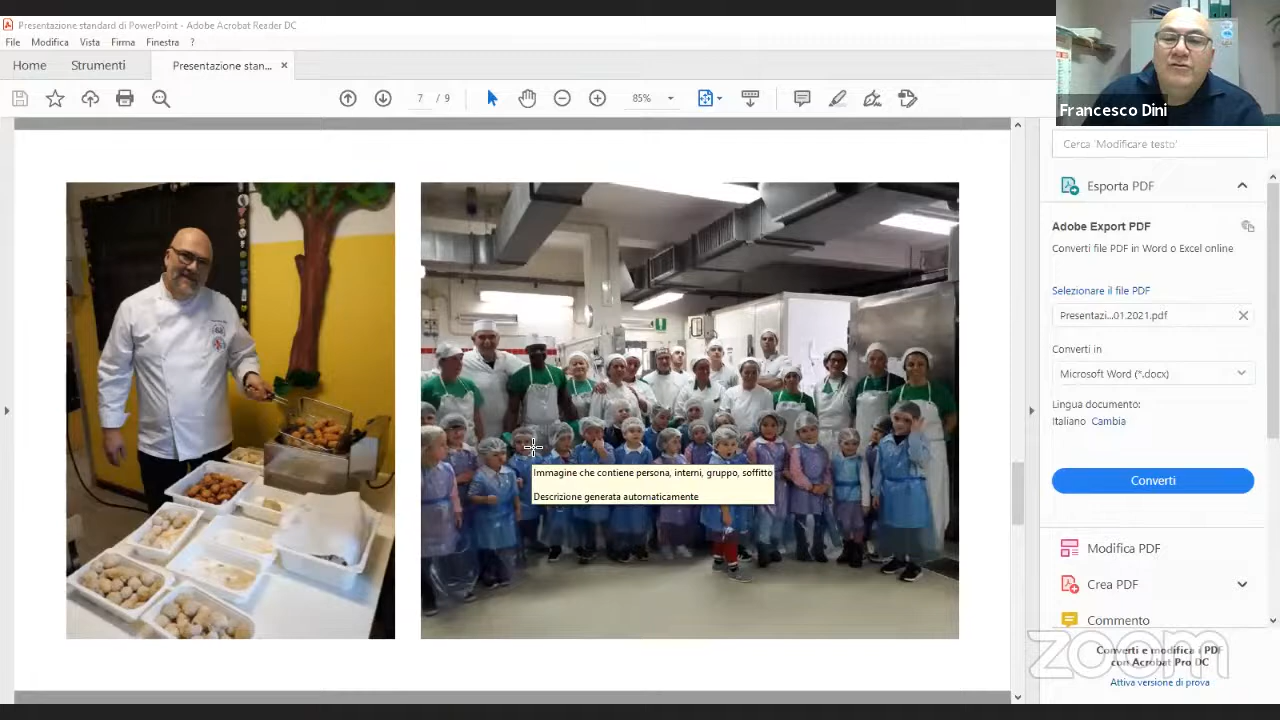 Presentazione standard di PowerPoint - Adobe Acrobat Reader DC
File Modifica Vista Firma Finestra ?
Home Strumenti Presentazione stan... ×
7 / 9 85%
Francesco Dini
Cerca 'Modificare testo'
Esporta PDF
Adobe Export PDF
Converti file PDF in Word o Excel online
Selezionare il file PDF
Presentazi...01.2021.pdf
Converti in
Microsoft Word (*.docx)
Lingua documento:
Italiano Cambia
Converti
Modifica PDF
Crea PDF
Commento
Converti e modifica i PDF
con Acrobat Pro DC
Attiva versione di prova
zoom
Immagine che contiene persona, interni, gruppo, soffitto
Descrizione generata automaticamente